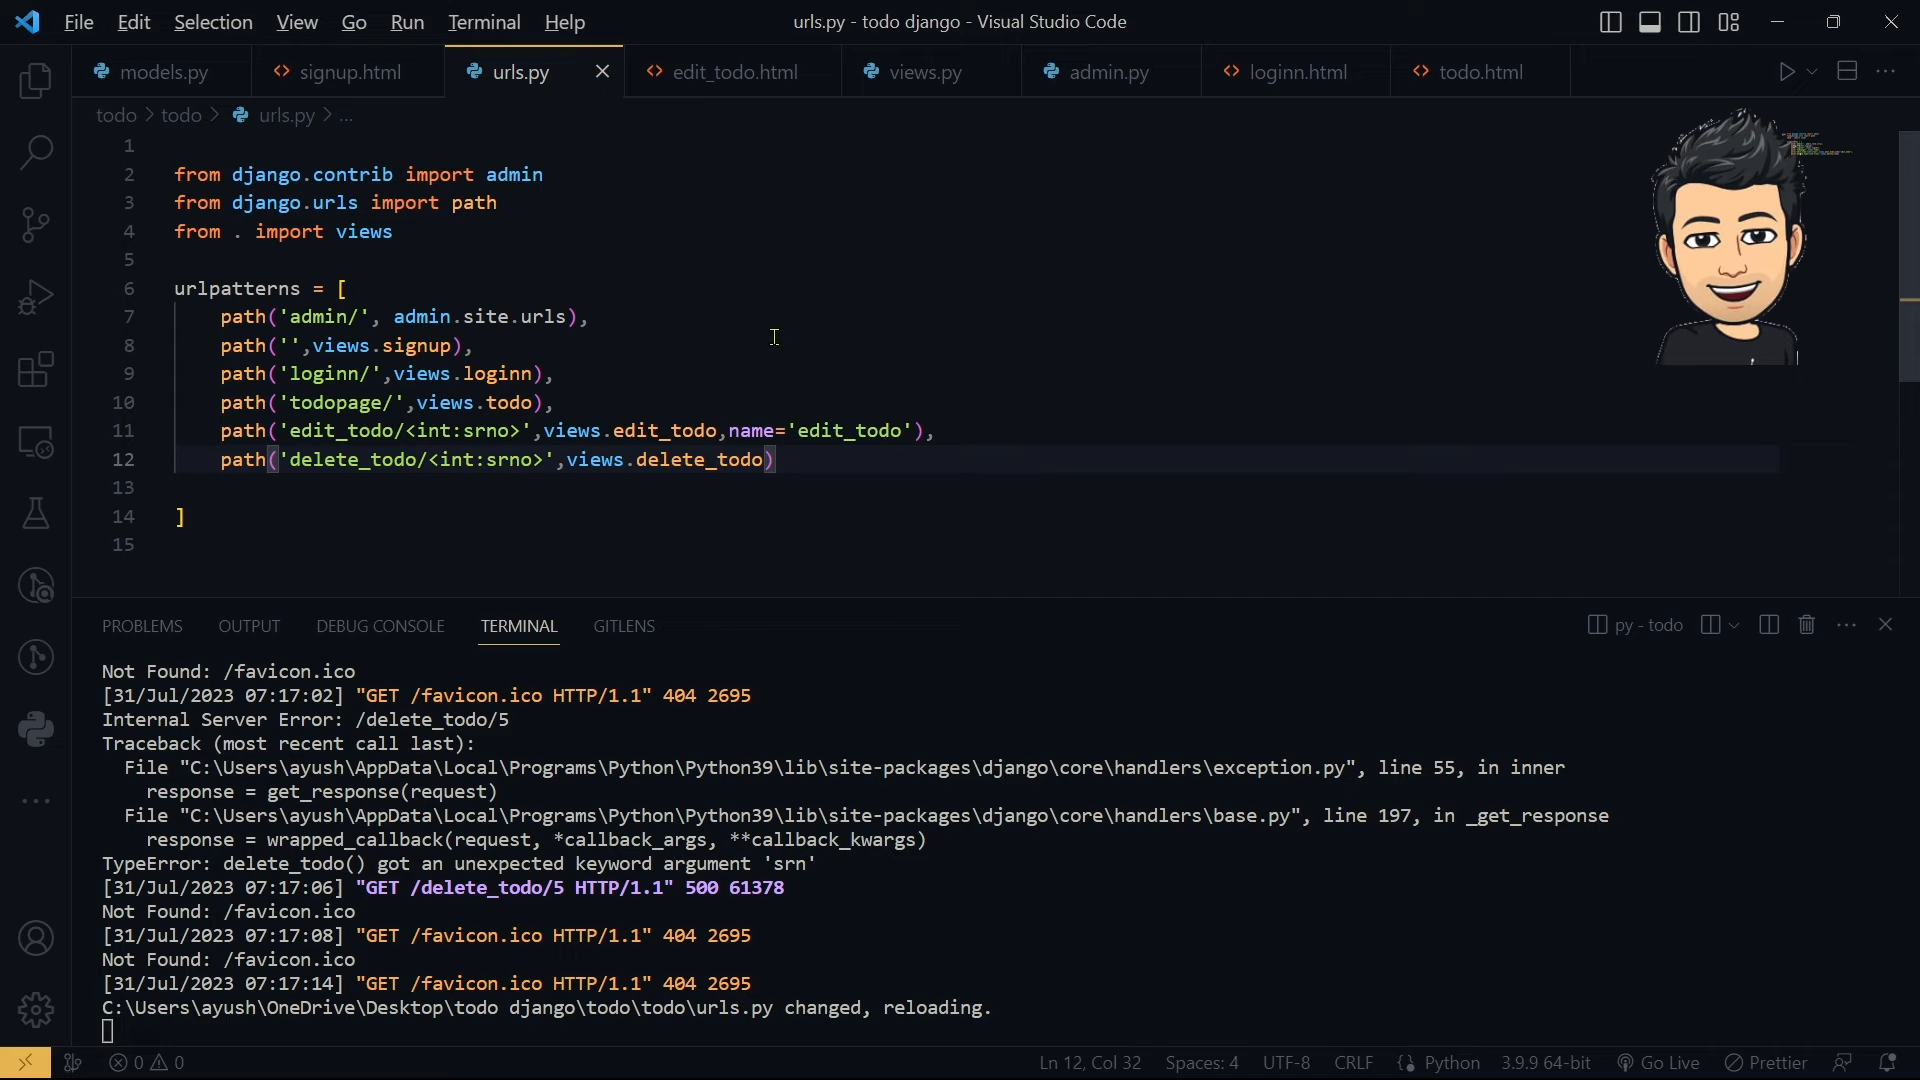 File Edit Selection View Go Run Terminal Help urls.py - todo django - Visual Studio Code
models.py signup.html urls.py edit_todo.html views.py admin.py loginn.html todo.html
todo > todo > urls.py > ...
1
2 from django.contrib import admin
3 from django.urls import path
4 from . import views
5
6 urlpatterns = [
7 path('admin/', admin.site.urls),
8 path('',views.signup),
9 path('loginn/',views.loginn),
10 path('todopage/',views.todo),
11 path('edit_todo/<int:srno>',views.edit_todo,name='edit_todo'),
12 path('delete_todo/<int:srno>',views.delete_todo)
13
14 ]
15
PROBLEMS OUTPUT DEBUG CONSOLE TERMINAL GITLENS py - todo
Not Found: /favicon.ico
[31/Jul/2023 07:17:02] "GET /favicon.ico HTTP/1.1" 404 2695
Internal Server Error: /delete_todo/5
Traceback (most recent call last):
File "C:\Users\ayush\AppData\Local\Programs\Python\Python39\lib\site-packages\django\core\handlers\exception.py", line 55, in inner
response = get_response(request)
File "C:\Users\ayush\AppData\Local\Programs\Python\Python39\lib\site-packages\django\core\handlers\base.py", line 197, in _get_response
response = wrapped_callback(request, *callback_args, **callback_kwargs)
TypeError: delete_todo() got an unexpected keyword argument 'srn'
[31/Jul/2023 07:17:06] "GET /delete_todo/5 HTTP/1.1" 500 61378
Not Found: /favicon.ico
[31/Jul/2023 07:17:08] "GET /favicon.ico HTTP/1.1" 404 2695
Not Found: /favicon.ico
[31/Jul/2023 07:17:14] "GET /favicon.ico HTTP/1.1" 404 2695
C:\Users\ayush\OneDrive\Desktop\todo django\todo\todo\urls.py changed, reloading.
0 0 Ln 12, Col 32 Spaces: 4 UTF-8 CRLF Python 3.9.9 64-bit Go Live Prettier